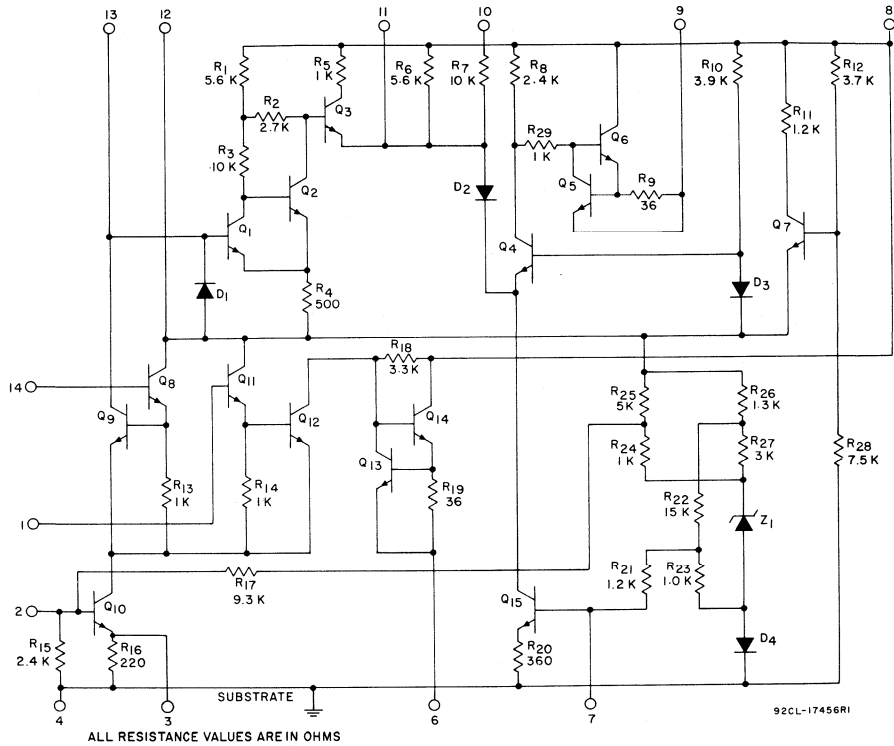 13
12
11
10
9
8
R1
5.6 K
R5
1 K
R6
5.6 K
R7
10 K
R8
2.4 K
R10
3.9 K
R12
3.7 K
R2
2.7 K
Q3
Q6
R11
1.2 K
R29
1 K
R3
10 K
Q2
D2
Q5
R9
36
Q1
Q4
Q7
D1
R4
500
D3
R18
3.3 K
14
Q8
Q11
R25
5K
R26
1.3 K
Q9
Q12
Q14
R24
1 K
R27
3 K
R28
7.5 K
Q13
R13
1 K
R14
1 K
R19
36
R22
15 K
Z1
1
R17
9.3 K
R21
1.2 K
R23
1.0 K
2
Q10
Q15
D4
R15
2.4 K
R16
220
R20
360
SUBSTRATE
4
3
6
7
92CL-17456R1
ALL RESISTANCE VALUES ARE IN OHMS